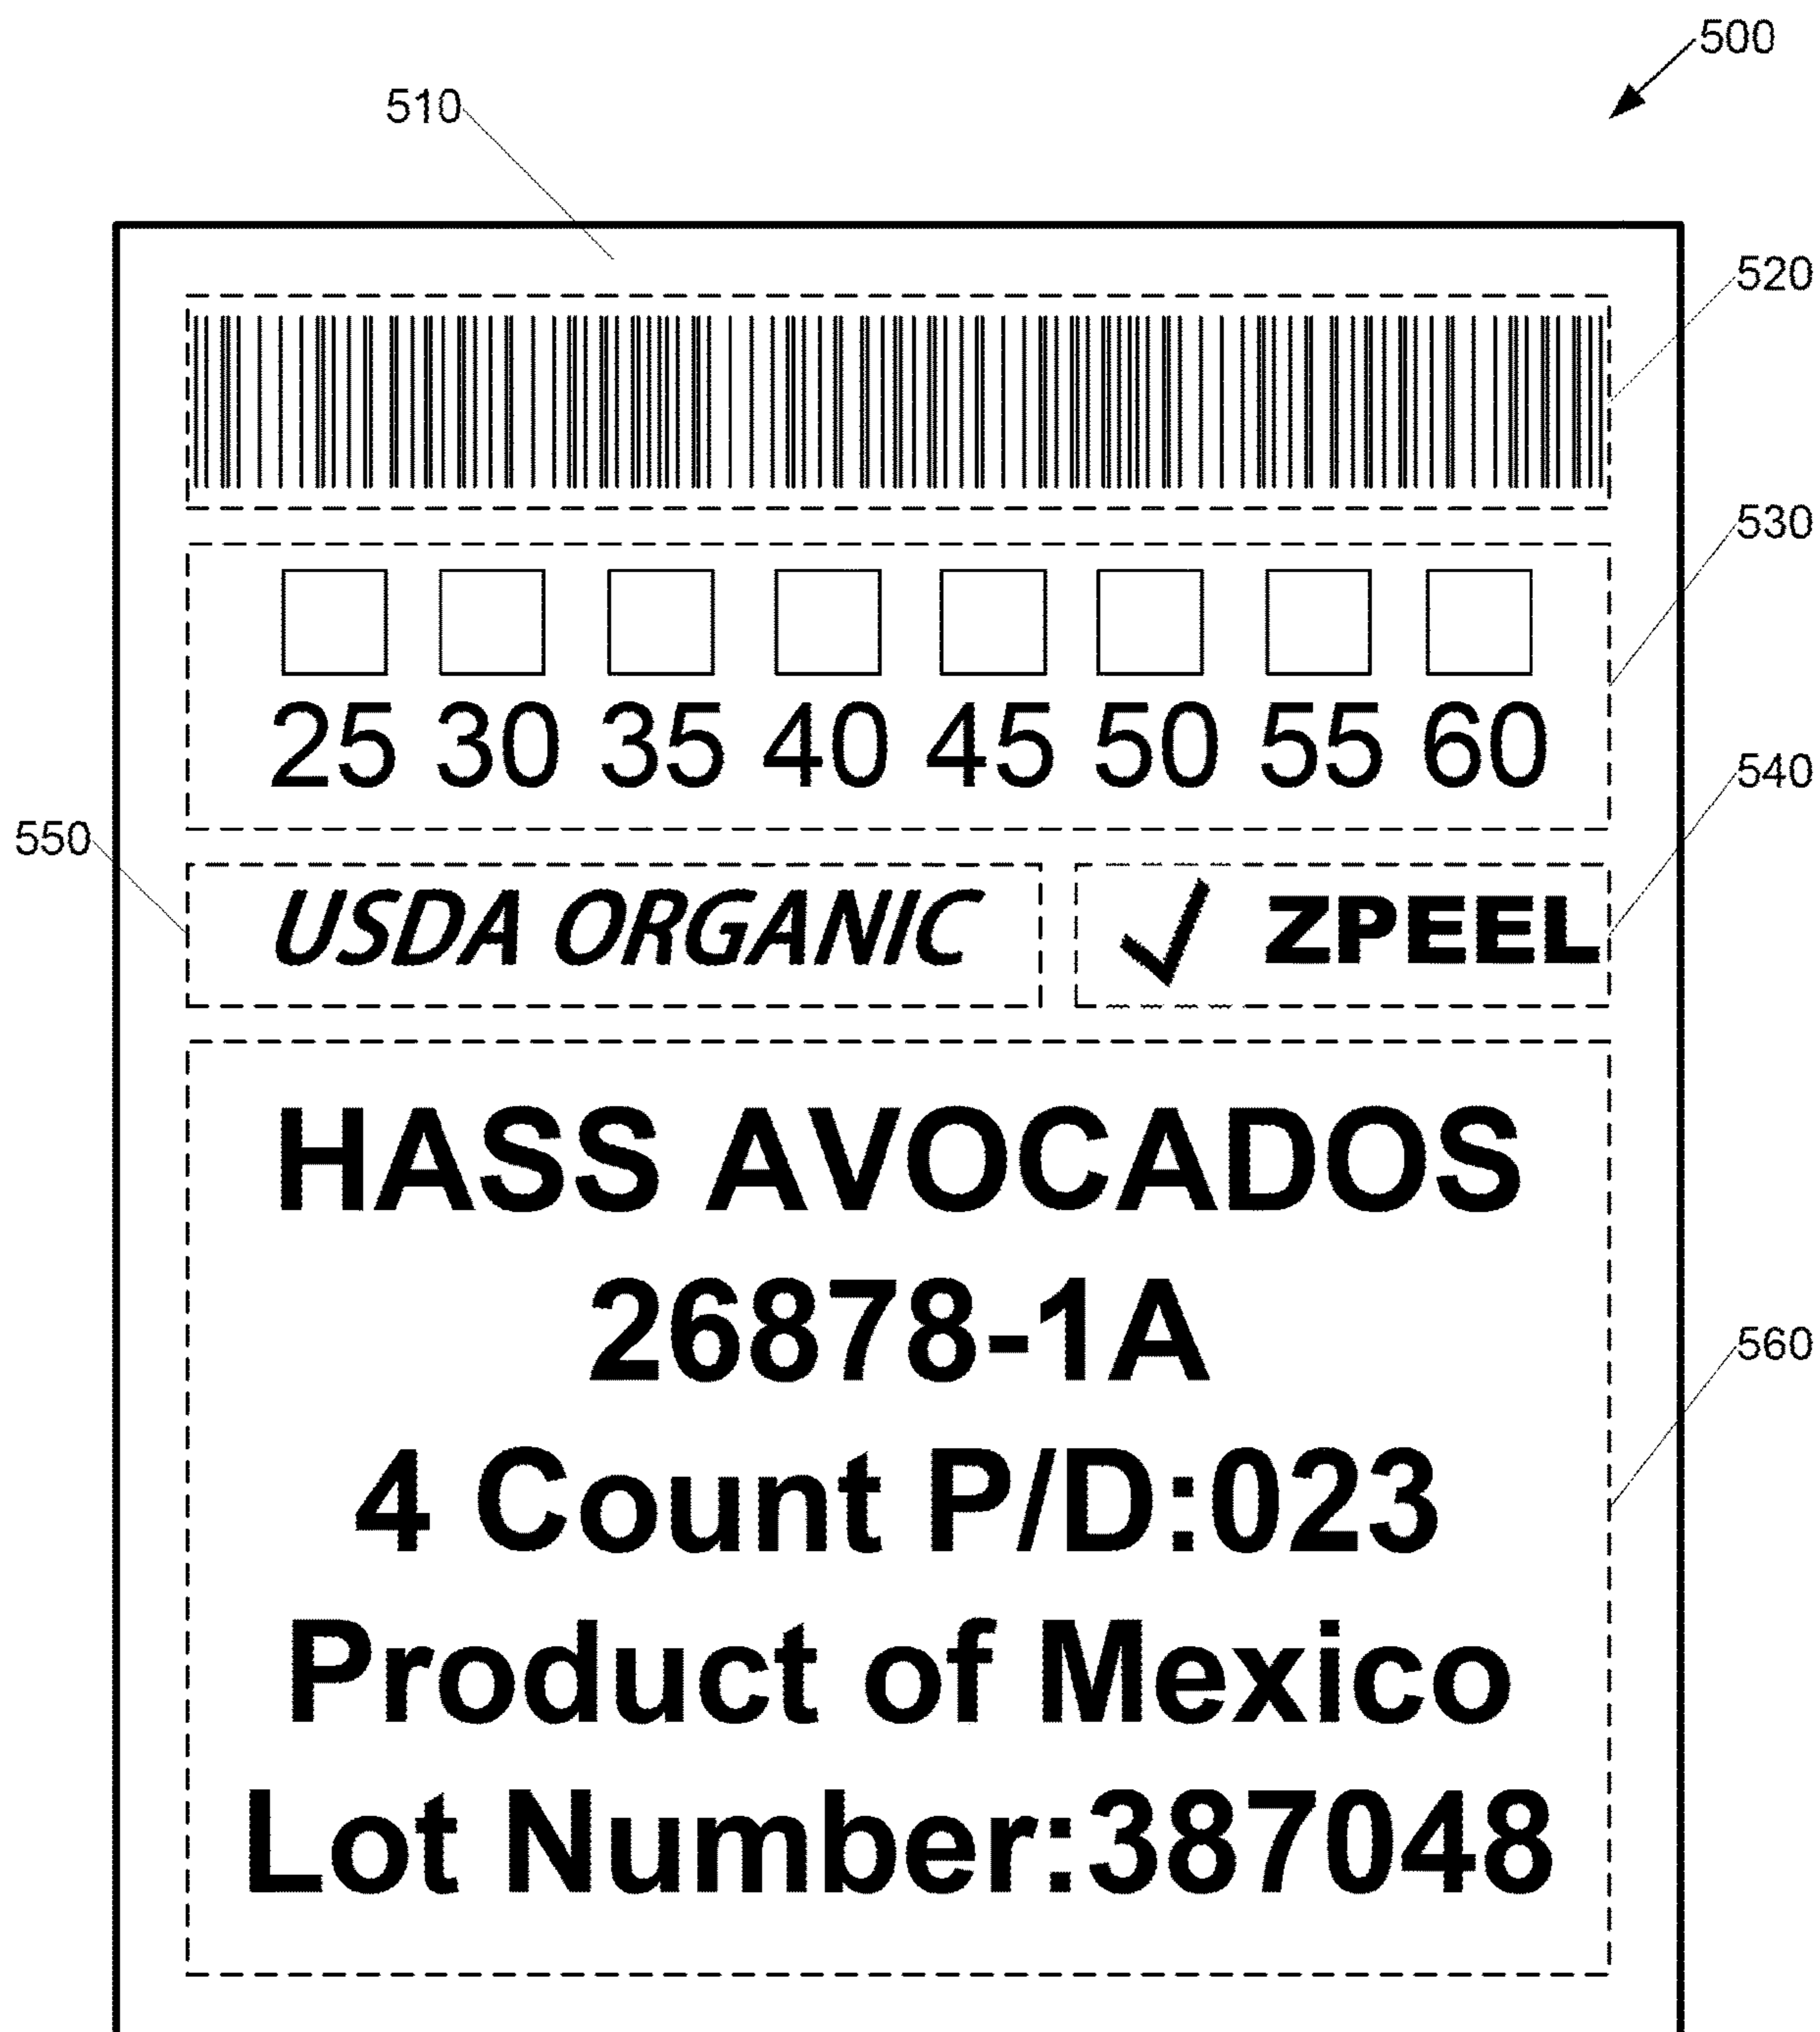 500
510
520
530
25 30 35 40 45 50 55 60
540
550
USDA ORGANIC
ZPEEL
HASS AVOCADOS
26878-1A
560
4 Count P/D:023
Product of Mexico
Lot Number:387048